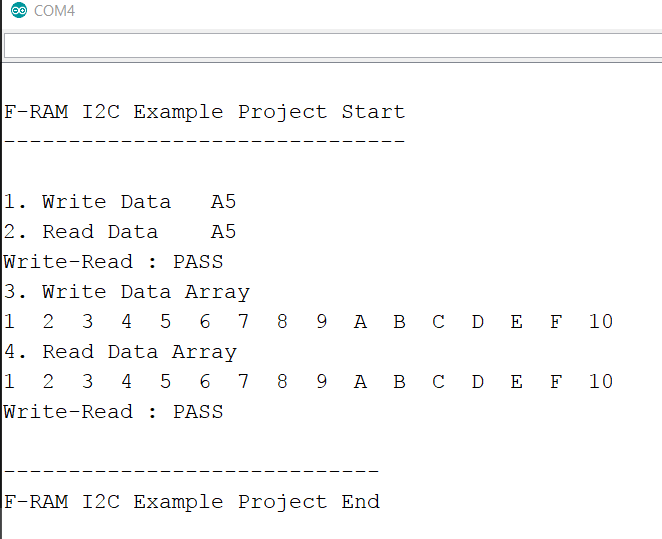 COM4
F-RAM I2C Example Project Start
-------------------------------
1. Write Data   A5
2. Read Data    A5
Write-Read : PASS
3. Write Data Array
1  2  3  4  5  6  7  8  9  A  B  C  D  E  F  10
4. Read Data Array
1  2  3  4  5  6  7  8  9  A  B  C  D  E  F  10
Write-Read : PASS
-----------------------------
F-RAM I2C Example Project End